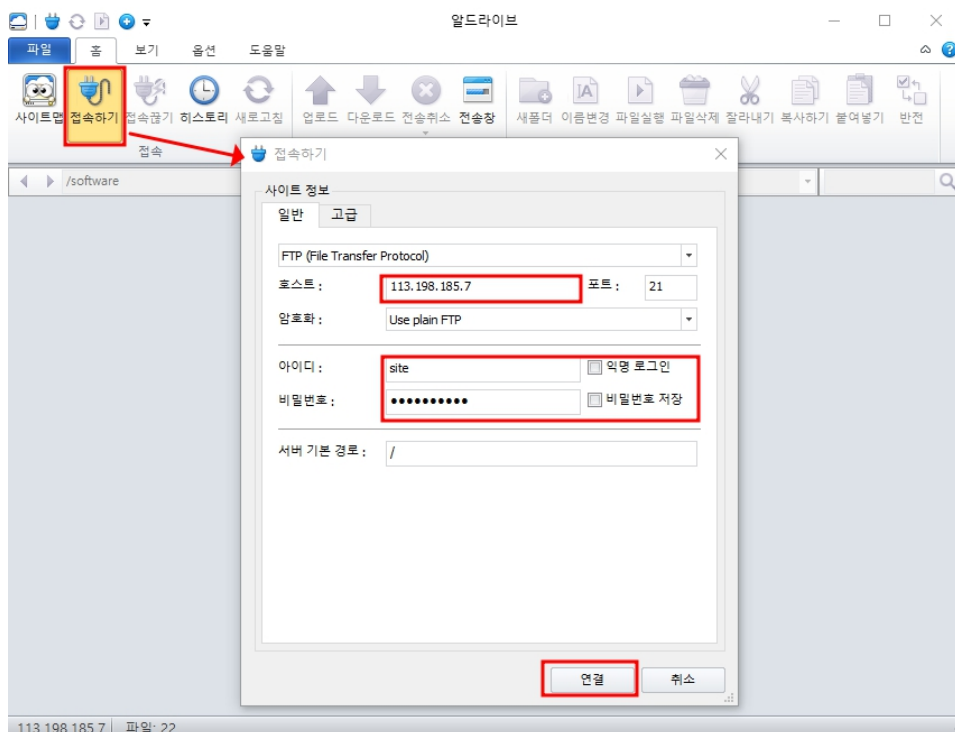 알드라이브
파일 홈 보기 옵션 도움말
사이트맵 접속하기 접속끊기 히스토리 새로고침 업로드 다운로드 전송취소 전송창 새폴더 이름변경 파일실행 파일삭제 잘라내기 복사하기 붙여넣기 반전
접속
/software
접속하기
사이트 정보
일반 고급
FTP (File Transfer Protocol)
호스트 : 113.198.185.7 포트 : 21
암호화 : Use plain FTP
아이디 : site 익명 로그인
비밀번호 : ●●●●●●●●●● 비밀번호 저장
서버 기본 경로 : /
연결 취소
113.198.185.7 파일: 22